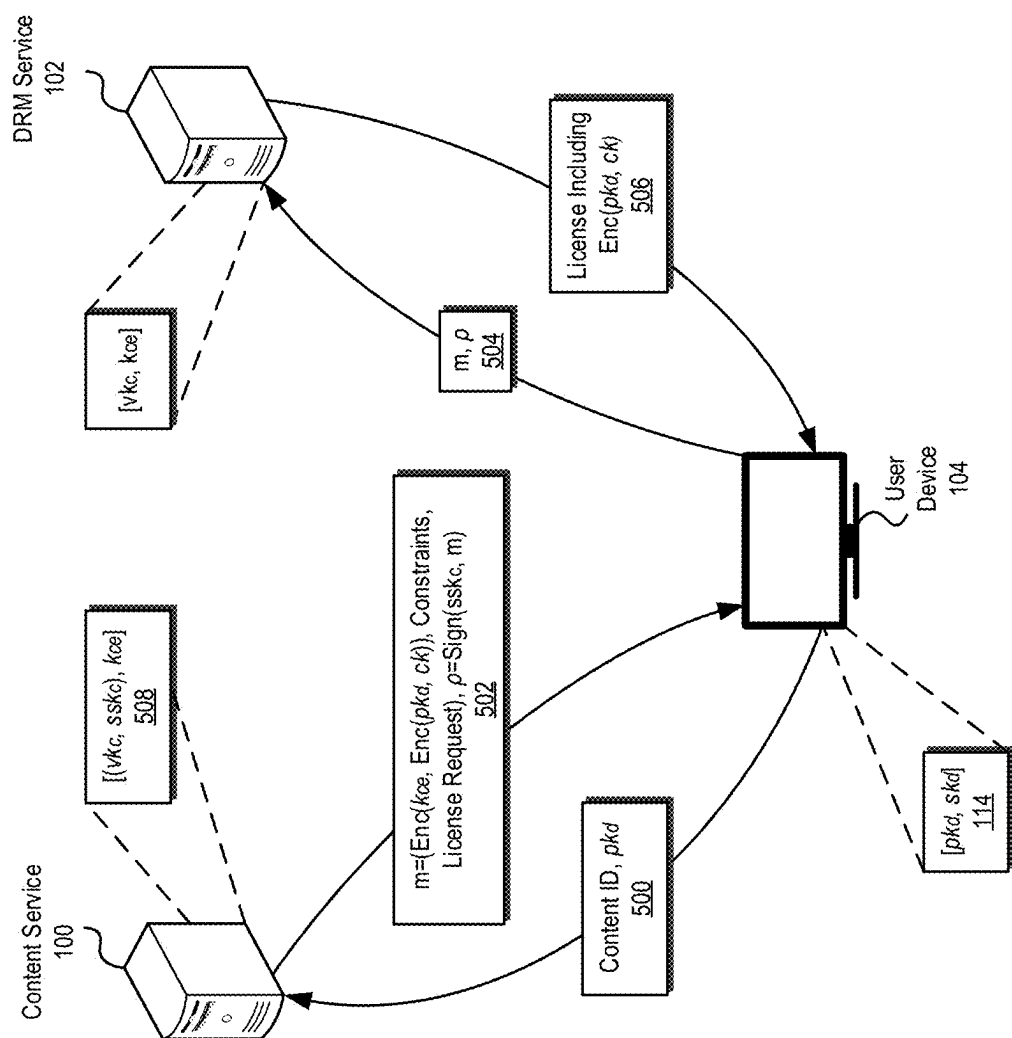 Content Service
100
[(vkc, sskc), kce]
508
DRM Service
102
[vkc, kce]
m=(Enc(kce, Enc(pkd, ck)), Constraints,
License Request), ρ=Sign(sskc, m)
502
m, ρ
504
License Including
Enc(pkd, ck)
506
Content ID, pkd
500
[pkd, skd]
114
User
Device
104